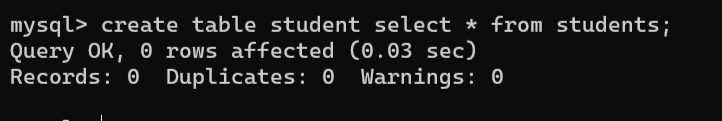 mysql> create table student select * from students;
Query OK, 0 rows affected (0.03 sec)
Records: 0  Duplicates: 0  Warnings: 0